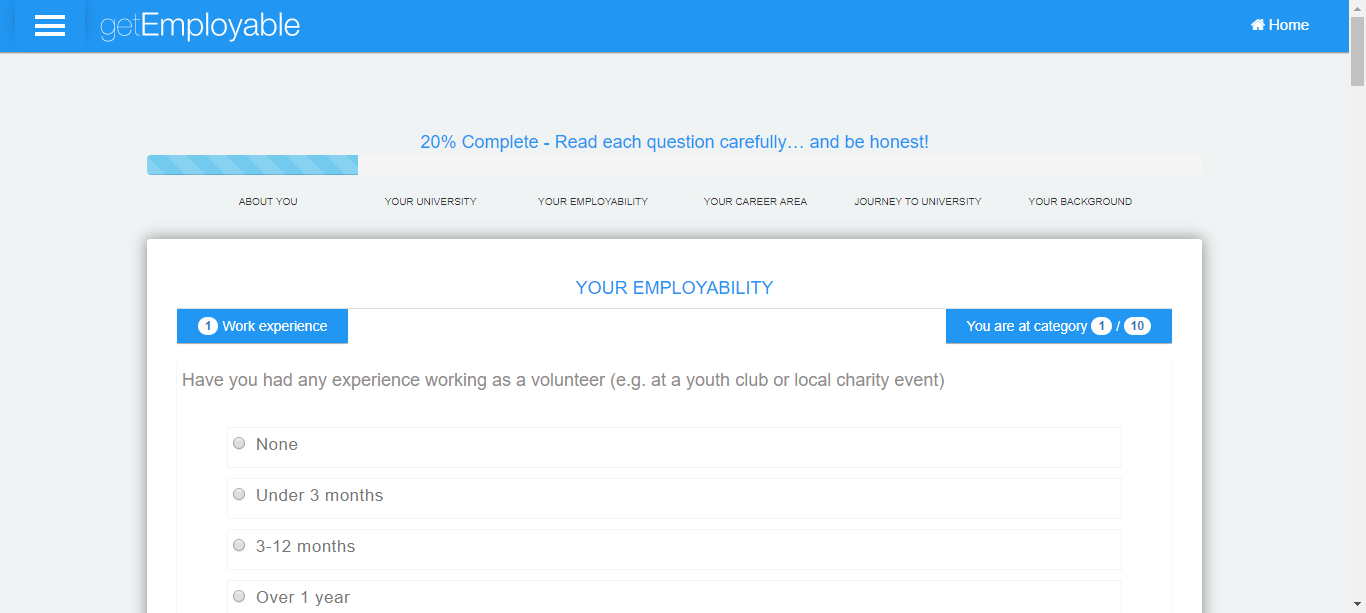 getEmployable
Home
20% Complete - Read each question carefully… and be honest!
ABOUT YOU YOUR UNIVERSITY YOUR EMPLOYABILITY YOUR CAREER AREA JOURNEY TO UNIVERSITY YOUR BACKGROUND
YOUR EMPLOYABILITY
1 Work experience
You are at category 1 / 10
Have you had any experience working as a volunteer (e.g. at a youth club or local charity event)
None
Under 3 months
3-12 months
Over 1 year